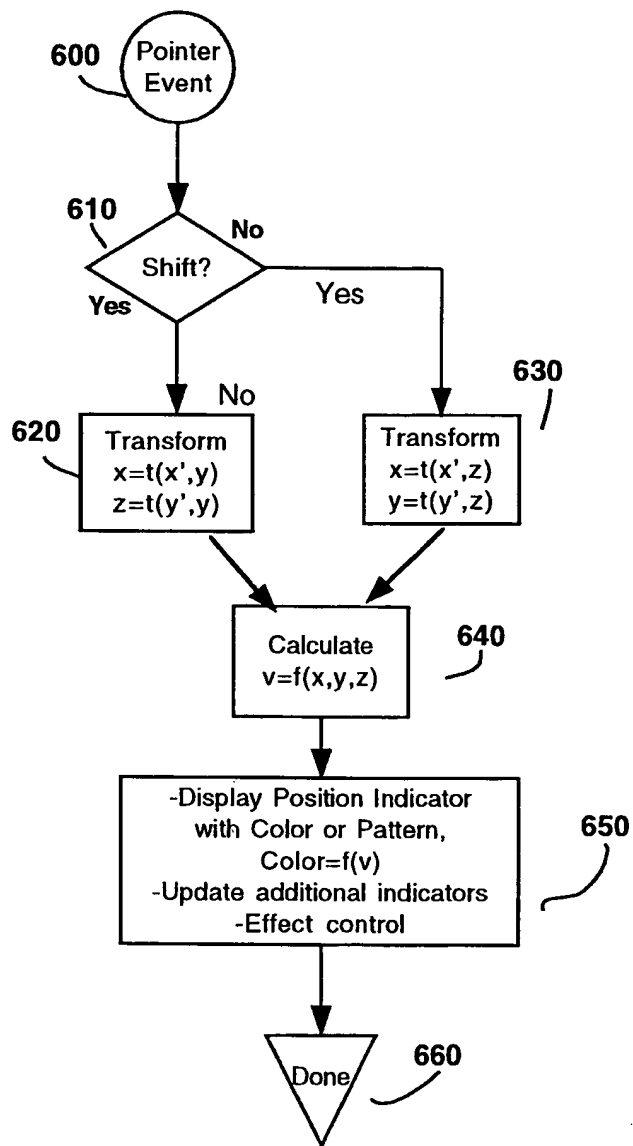 600
Pointer
Event
610
No
Shift?
Yes
Yes
No
630
620
Transform
x=t(x',y)
z=t(y',y)
Transform
x=t(x',z)
y=t(y',z)
640
Calculate
v=f(x,y,z)
-Display Position Indicator
with Color or Pattern,
Color=f(v)
-Update additional indicators
-Effect control
650
Done
660